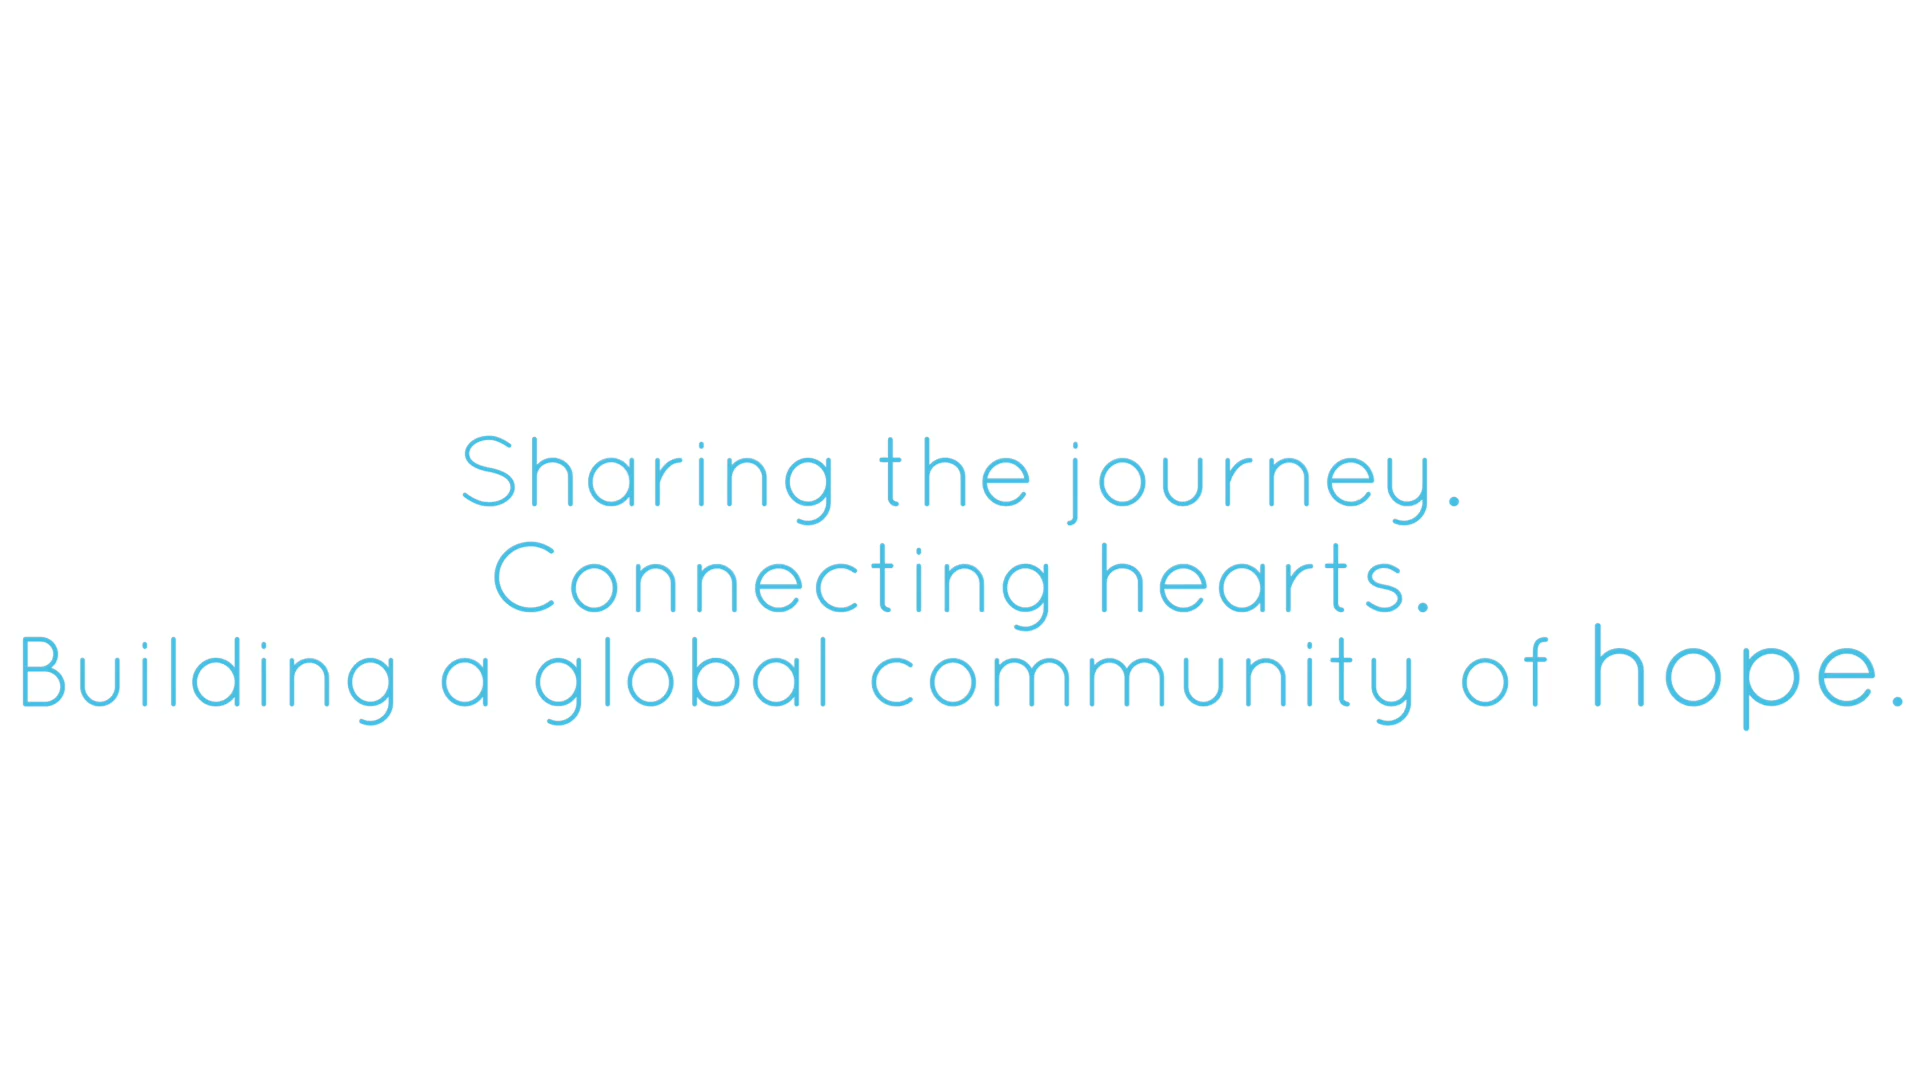 Sharing the journey.
Connecting hearts.
Building a global community of hope.